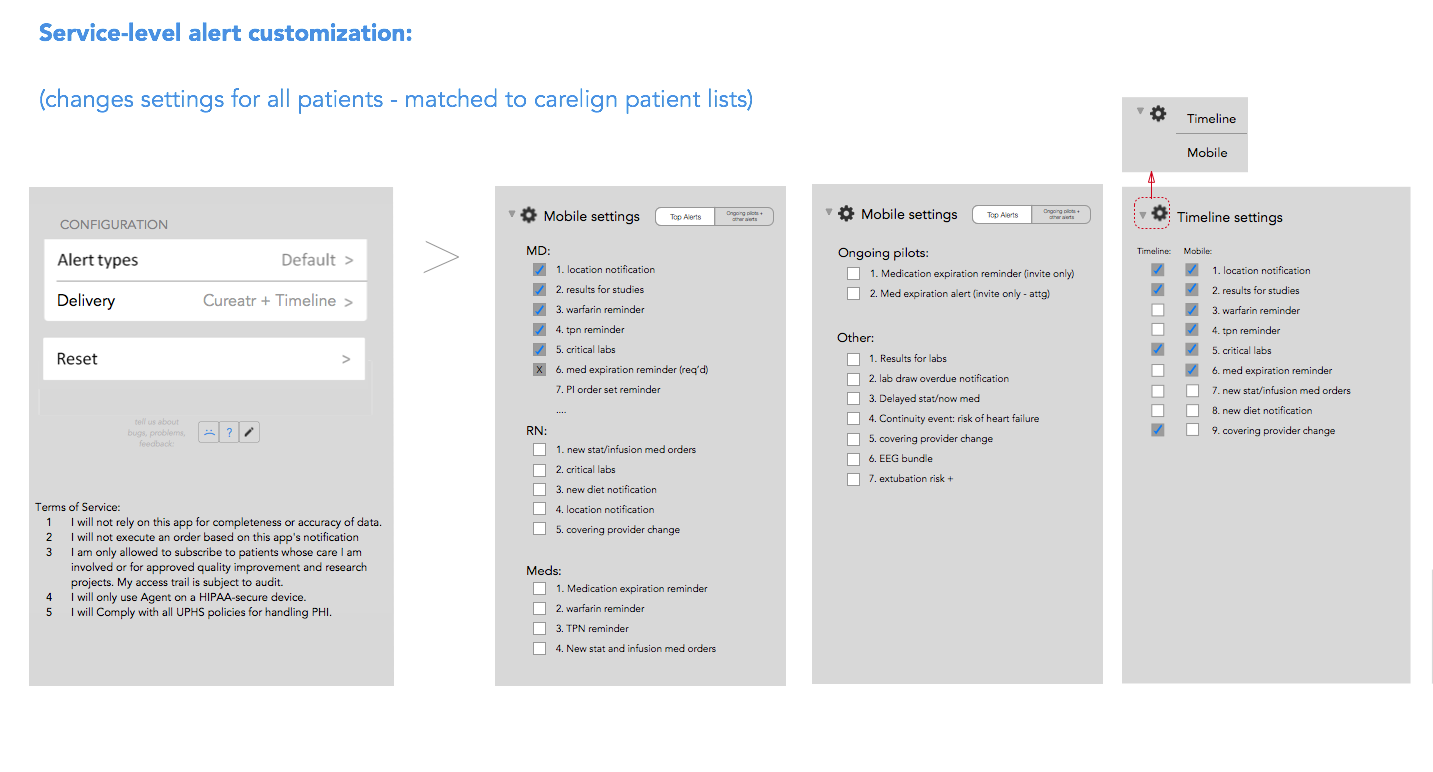 Service-level alert customization:
(changes settings for all patients - matched to carelign patient lists)
CONFIGURATION
Alert types Default >
Delivery Cureatr + Timeline >
Reset >
tell us about
bugs, problems,
feedback:
?
Terms of Service:
1 I will not rely on this app for completeness or accuracy of data.
2 I will not execute an order based on this app's notification
3 I am only allowed to subscribe to patients whose care I am
involved or for approved quality improvement and research
projects. My access trail is subject to audit.
4 I will only use Agent on a HIPAA-secure device.
5 I will Comply with all UPHS policies for handling PHI.
Mobile settings
Top Alerts
Ongoing pilots +
other alerts
MD:
1. location notification
2. results for studies
3. warfarin reminder
4. tpn reminder
5. critical labs
X 6. med expiration reminder (req'd)
7. PI order set reminder
....
RN:
1. new stat/infusion med orders
2. critical labs
3. new diet notification
4. location notification
5. covering provider change
Meds:
1. Medication expiration reminder
2. warfarin reminder
3. TPN reminder
4. New stat and infusion med orders
Mobile settings
Top Alerts
Ongoing pilots +
other alerts
Ongoing pilots:
1. Medication expiration reminder (invite only)
2. Med expiration alert (invite only - attg)
Other:
1. Results for labs
2. lab draw overdue notification
3. Delayed stat/now med
4. Continuity event: risk of heart failure
5. covering provider change
6. EEG bundle
7. extubation risk +
Timeline
Mobile
Timeline settings
Timeline: Mobile:
1. location notification
2. results for studies
3. warfarin reminder
4. tpn reminder
5. critical labs
6. med expiration reminder
7. new stat/infusion med orders
8. new diet notification
9. covering provider change